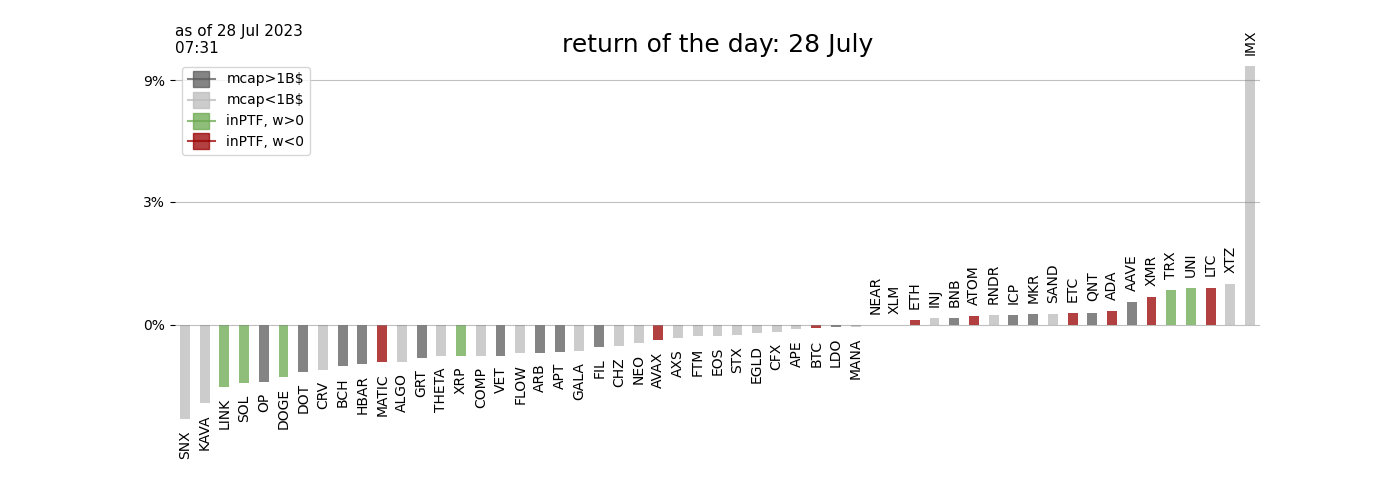 as of 28 Jul 2023
07:31
return of the day: 28 July
mcap>1B$
mcap<1B$
inPTF, w>0
inPTF, w<0
9%
3%
0%
SNX
KAVA
LINK
SOL
OP
DOGE
DOT
CRV
BCH
HBAR
MATIC
ALGO
GRT
THETA
XRP
COMP
VET
FLOW
ARB
APT
GALA
FIL
CHZ
NEO
AVAX
AXS
FTM
EOS
STX
EGLD
CFX
APE
BTC
LDO
MANA
NEAR
XLM
ETH
INJ
BNB
ATOM
RNDR
ICP
MKR
SAND
ETC
QNT
ADA
AAVE
XMR
TRX
UNI
LTC
XTZ
IMX